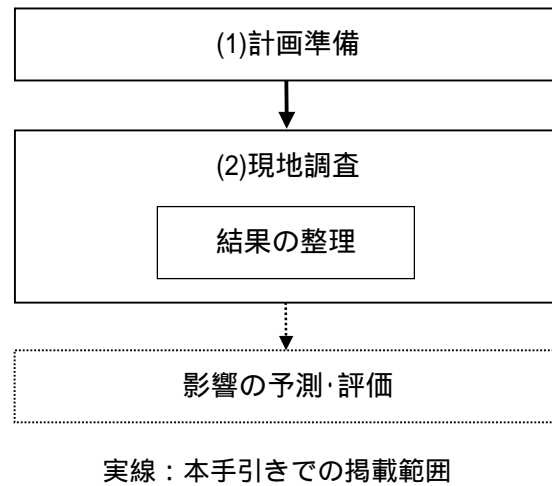 (1)計画準備
(2)現地調査
結果の整理
影響の予測･評価
実線：本手引きでの掲載範囲